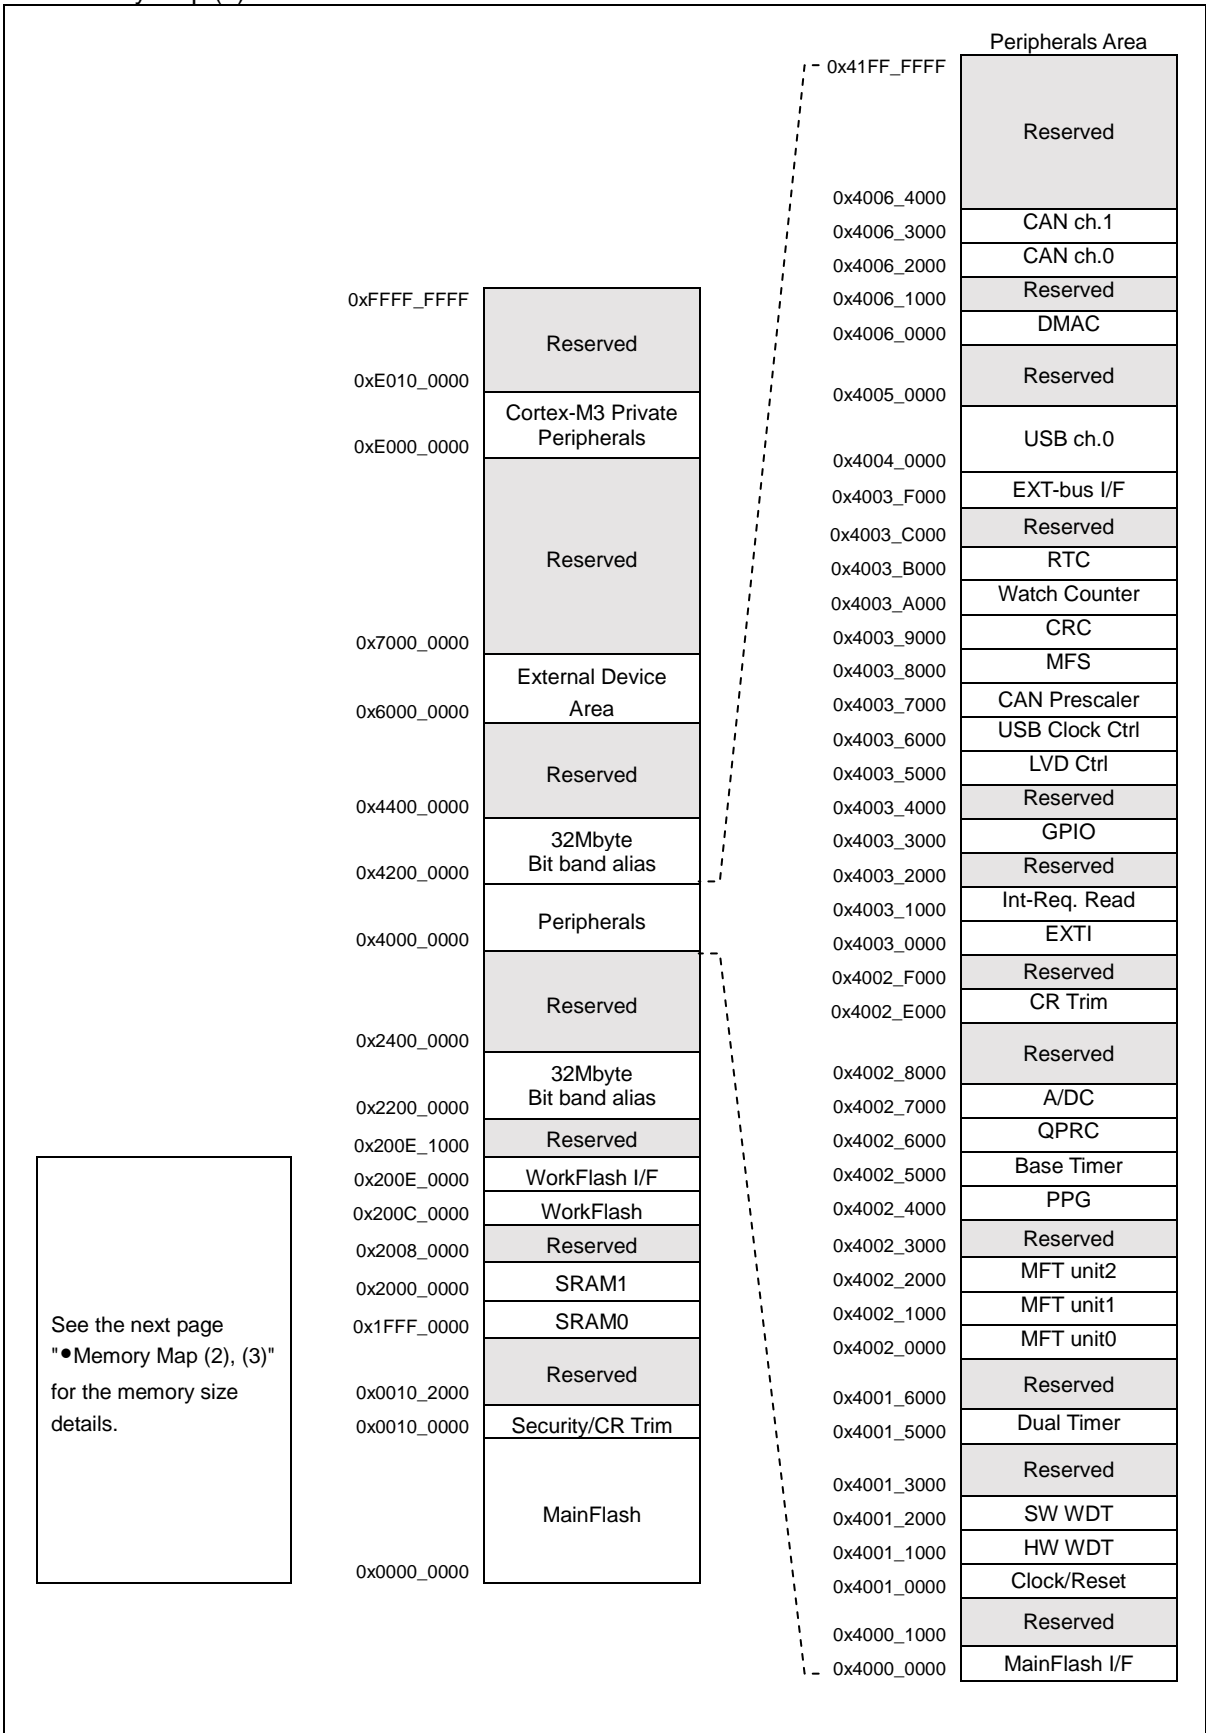 Peripherals Area
0x41FF_FFFF
Reserved
0x4006_4000
CAN ch.1
0x4006_3000
CAN ch.0
0x4006_2000
Reserved
0x4006_1000
DMAC
0x4006_0000
Reserved
0x4005_0000
USB ch.0
0x4004_0000
EXT-bus I/F
0x4003_F000
Reserved
0x4003_C000
RTC
0x4003_B000
Watch Counter
0x4003_A000
CRC
0x4003_9000
MFS
0x4003_8000
CAN Prescaler
0x4003_7000
USB Clock Ctrl
0x4003_6000
LVD Ctrl
0x4003_5000
Reserved
0x4003_4000
GPIO
0x4003_3000
Reserved
0x4003_2000
Int-Req. Read
0x4003_1000
EXTI
0x4003_0000
Reserved
0x4002_F000
CR Trim
0x4002_E000
Reserved
0x4002_8000
A/DC
0x4002_7000
QPRC
0x4002_6000
Base Timer
0x4002_5000
PPG
0x4002_4000
Reserved
0x4002_3000
MFT unit2
0x4002_2000
MFT unit1
0x4002_1000
MFT unit0
0x4002_0000
Reserved
0x4001_6000
Dual Timer
0x4001_5000
Reserved
0x4001_3000
SW WDT
0x4001_2000
HW WDT
0x4001_1000
Clock/Reset
0x4001_0000
Reserved
0x4000_1000
MainFlash I/F
0x4000_0000
0xFFFF_FFFF
Reserved
0xE010_0000
Cortex-M3 Private
Peripherals
0xE000_0000
Reserved
0x7000_0000
External Device
Area
0x6000_0000
Reserved
0x4400_0000
32Mbyte
Bit band alias
0x4200_0000
Peripherals
0x4000_0000
Reserved
0x2400_0000
32Mbyte
Bit band alias
0x2200_0000
Reserved
0x200E_1000
WorkFlash I/F
0x200E_0000
WorkFlash
0x200C_0000
Reserved
0x2008_0000
SRAM1
0x2000_0000
SRAM0
0x1FFF_0000
Reserved
0x0010_2000
Security/CR Trim
0x0010_0000
MainFlash
0x0000_0000
See the next page
"●Memory Map (2), (3)"
for the memory size
details.